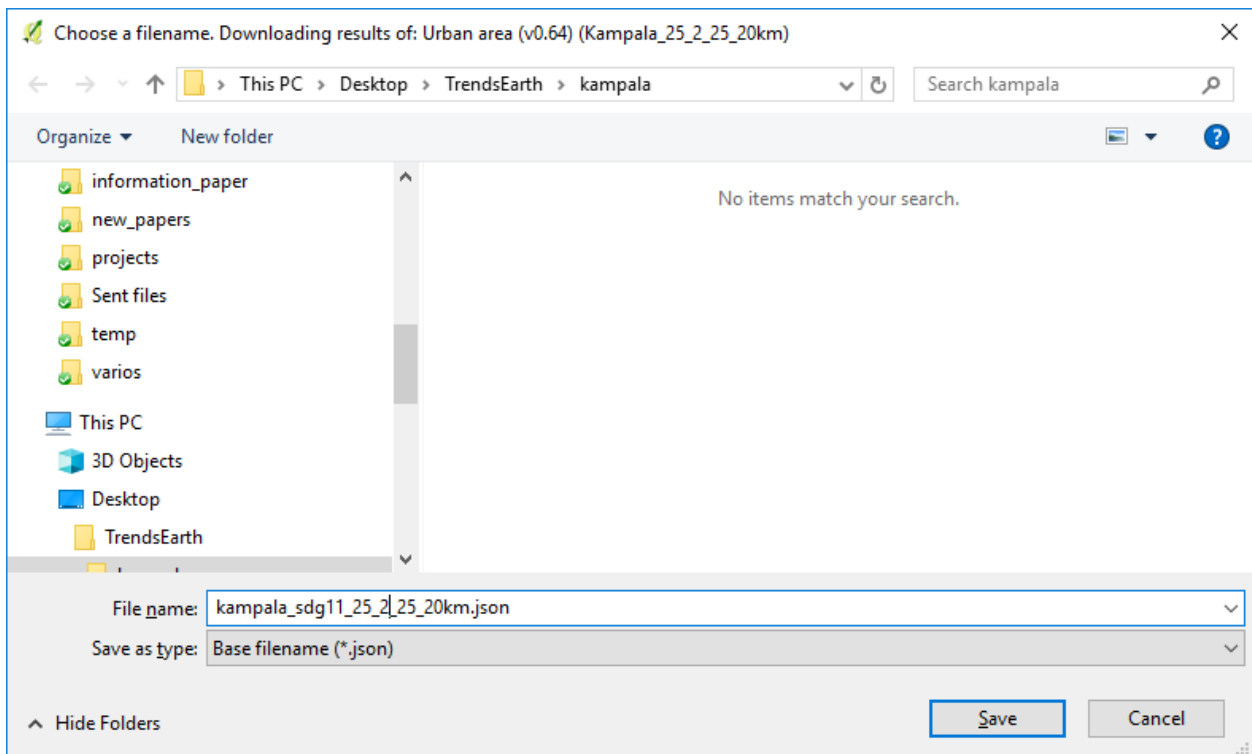 Choose a filename. Downloading results of: Urban area (v0.64) (Kampala_25_2_25_20km)
This PC > Desktop > TrendsEarth > kampala
Search kampala
Organize
New folder
?
information_paper
new_papers
projects
Sent files
temp
varios
This PC
3D Objects
Desktop
TrendsEarth
No items match your search.
File name: kampala_sdg11_25_2_25_20km.json
Save as type: Base filename (*.json)
Hide Folders
Save
Cancel